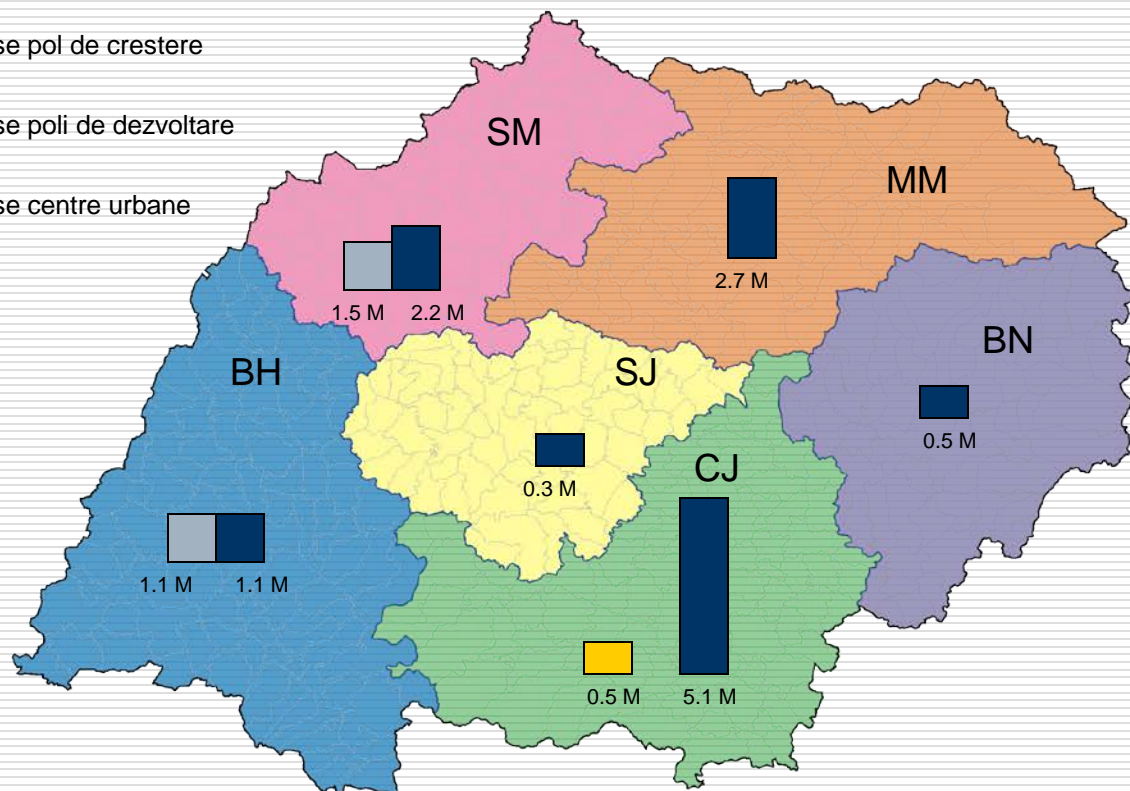 se pol de crestere
se poli de dezvoltare
se centre urbane
SM
MM
BH
SJ
BN
CJ
1.5 M 2.2 M
2.7 M
0.5 M
0.3 M
1.1 M 1.1 M
0.5 M 5.1 M